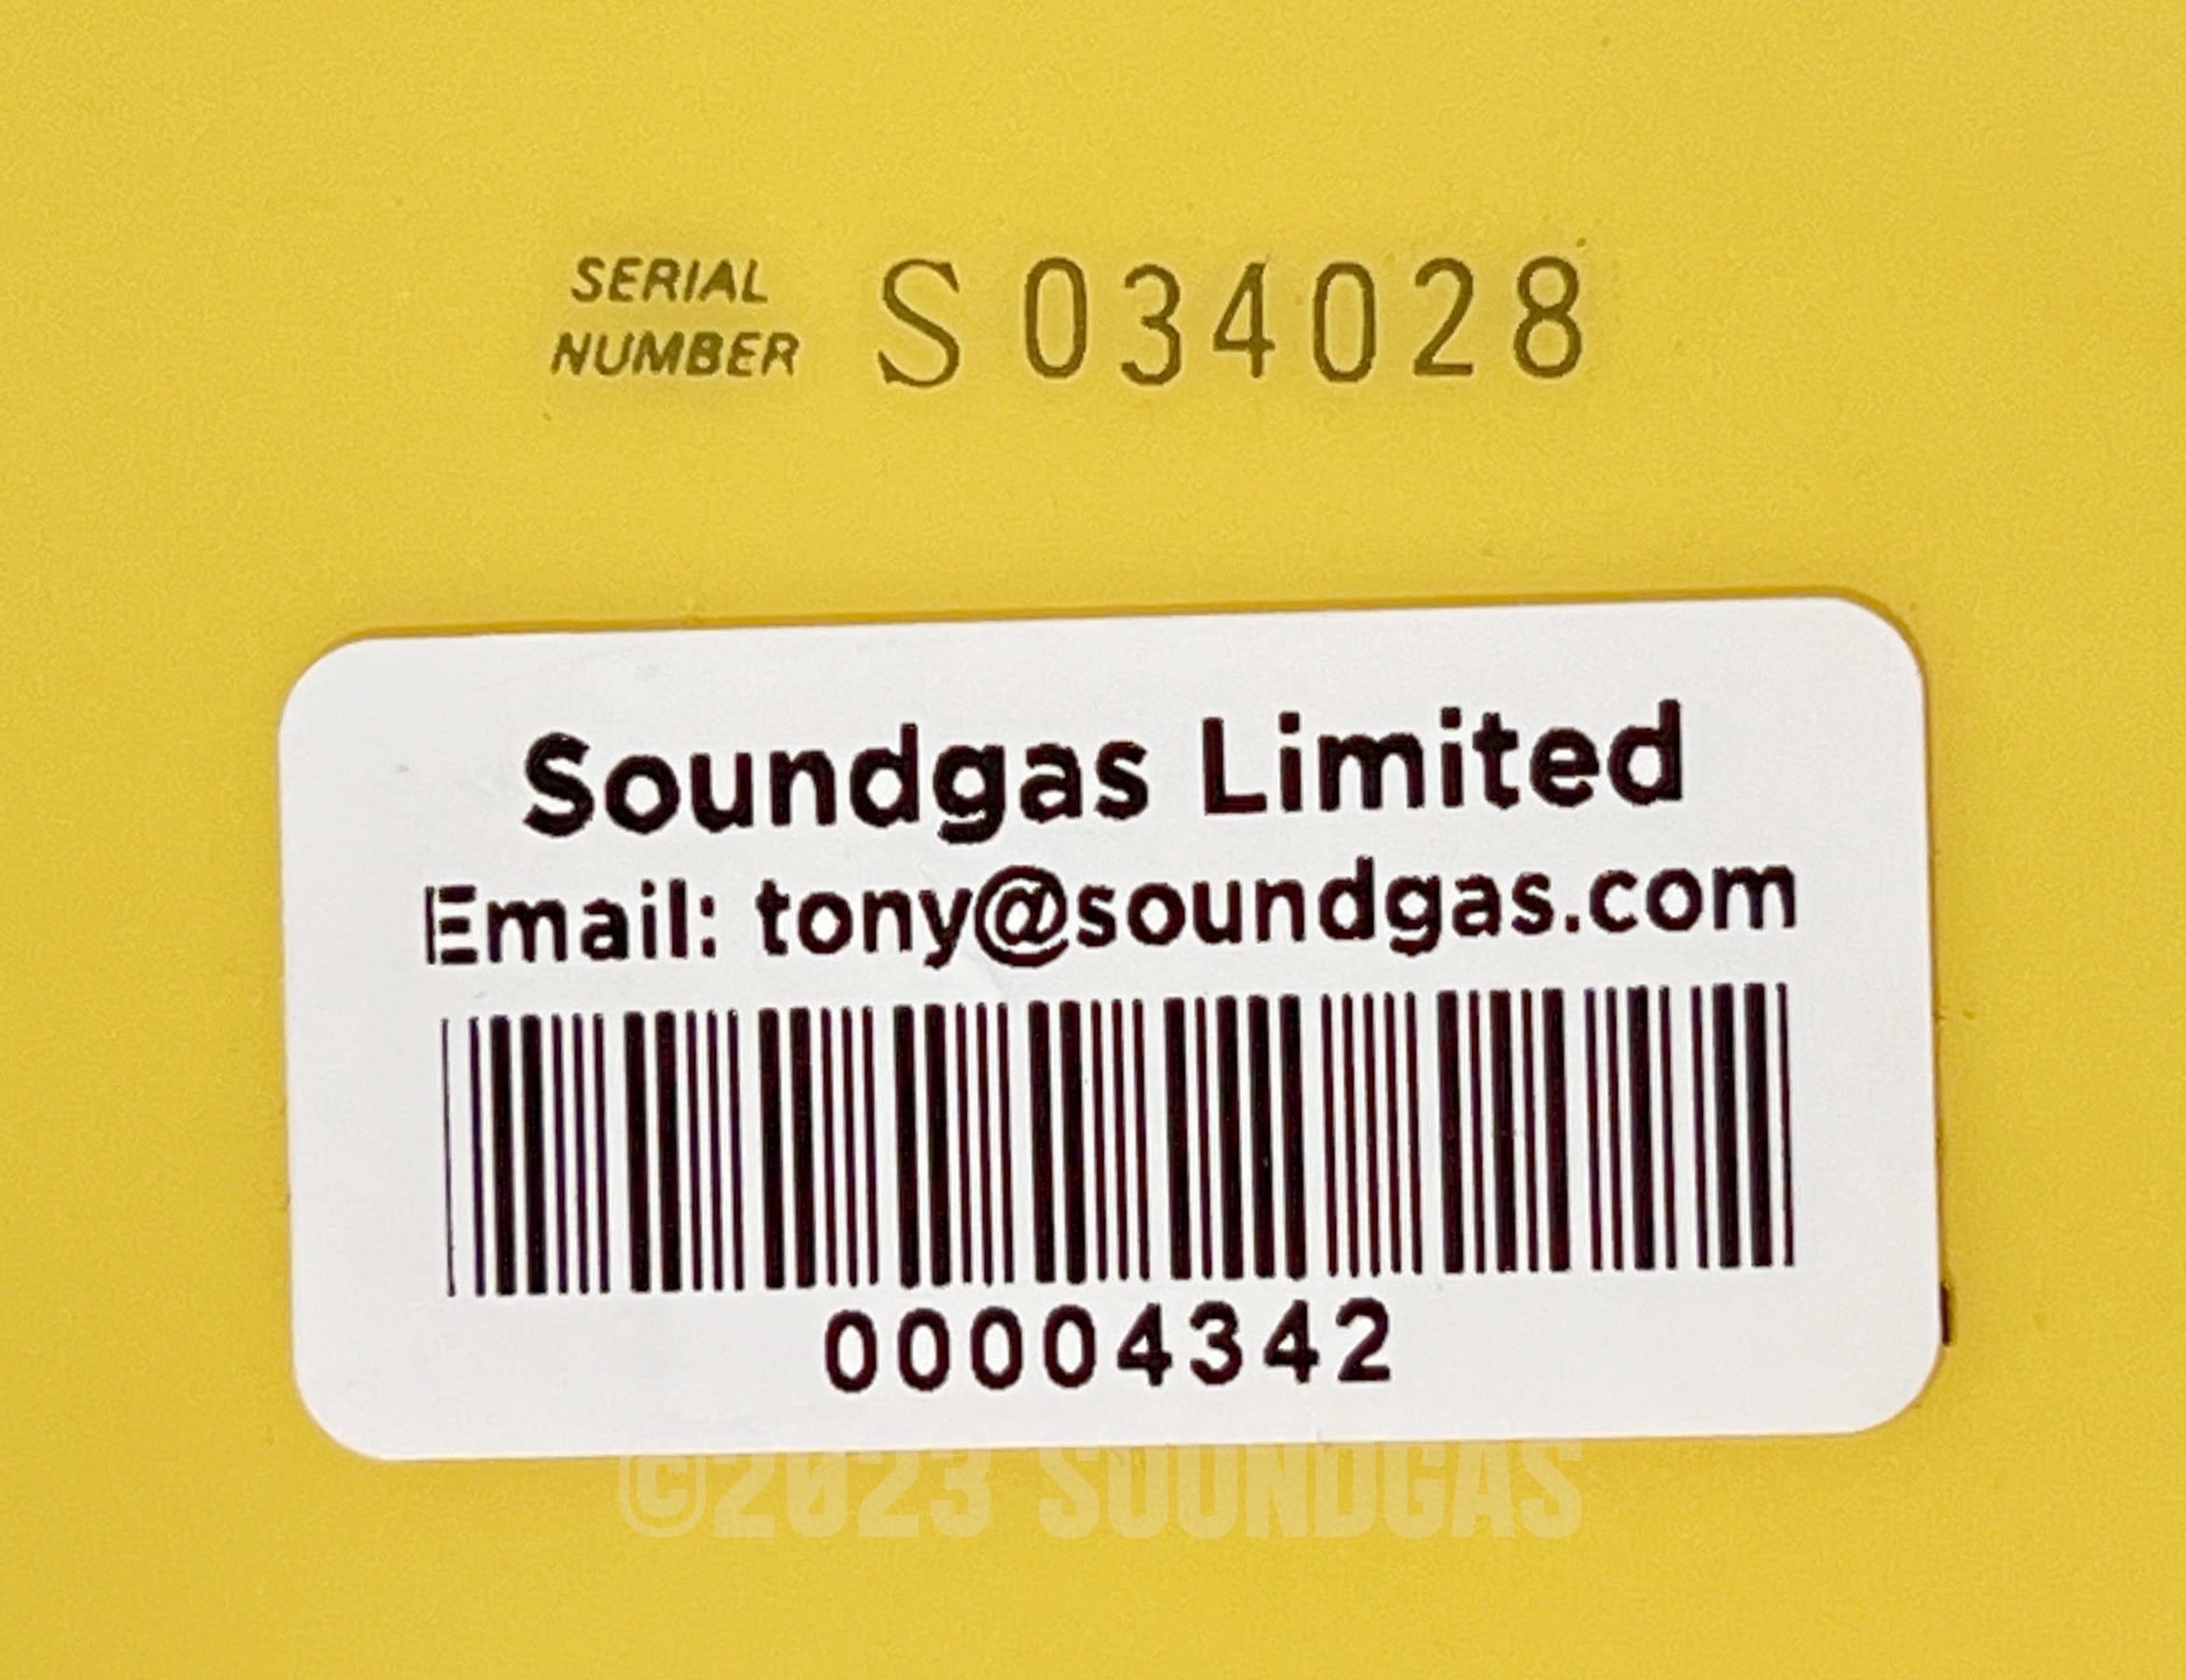 SERIAL
NUMBER S 034028
Soundgas Limited
Email: tony@soundgas.com
00004342
©2023 SOUNDGAS